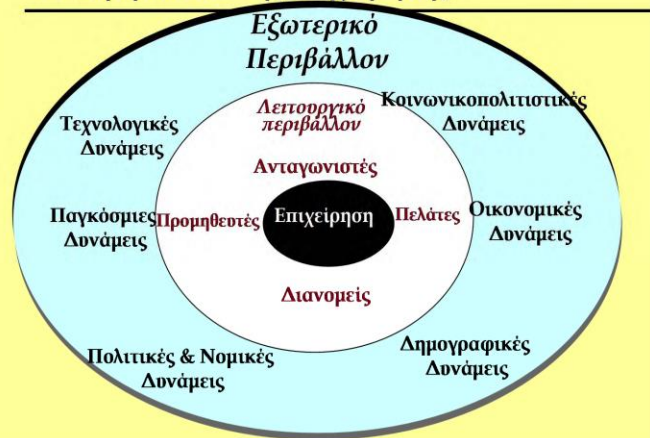 Εξωτερικό
Περιβάλλον
Λειτουργικό
περιβάλλον
Κοινωνικοπολιτιστικές
Δυνάμεις
Τεχνολογικές
Δυνάμεις
Ανταγωνιστές
Παγκόσμιες
Δυνάμεις
Προμηθευτές
Επιχείρηση
Πελάτες
Οικονομικές
Δυνάμεις
Διανομείς
Πολιτικές & Νομικές
Δυνάμεις
Δημογραφικές
Δυνάμεις